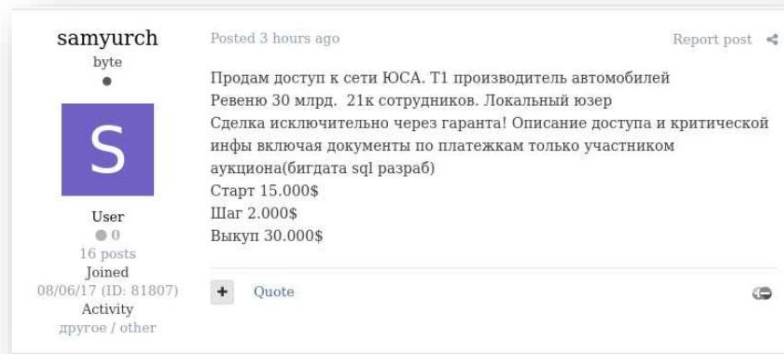 samyurch
byte
S
User
0
16 posts
Joined
08/06/17 (ID: 81807)
Activity
другое / other
Posted 3 hours ago
Report post
Продам доступ к сети ЮСА. Т1 производитель автомобилей
Ревеню 30 млрд. 21к сотрудников. Локальный юзер
Сделка исключительно через гаранта! Описание доступа и критической
инфы включая документы по платежкам только участником
аукциона(бигдата sql разраб)
Старт 15.000$
Шаг 2.000$
Выкуп 30.000$
+ Quote